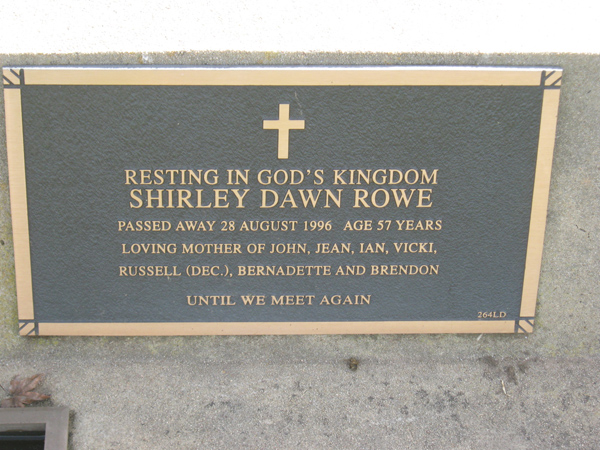 RESTING IN GOD'S KINGDOM
SHIRLEY DAWN ROWE
PASSED AWAY 28 AUGUST 1996 AGE 57 YEARS
LOVING MOTHER OF JOHN, JEAN, IAN, VICKI,
RUSSELL (DEC.), BERNADETTE AND BRENDON
UNTIL WE MEET AGAIN
264LD